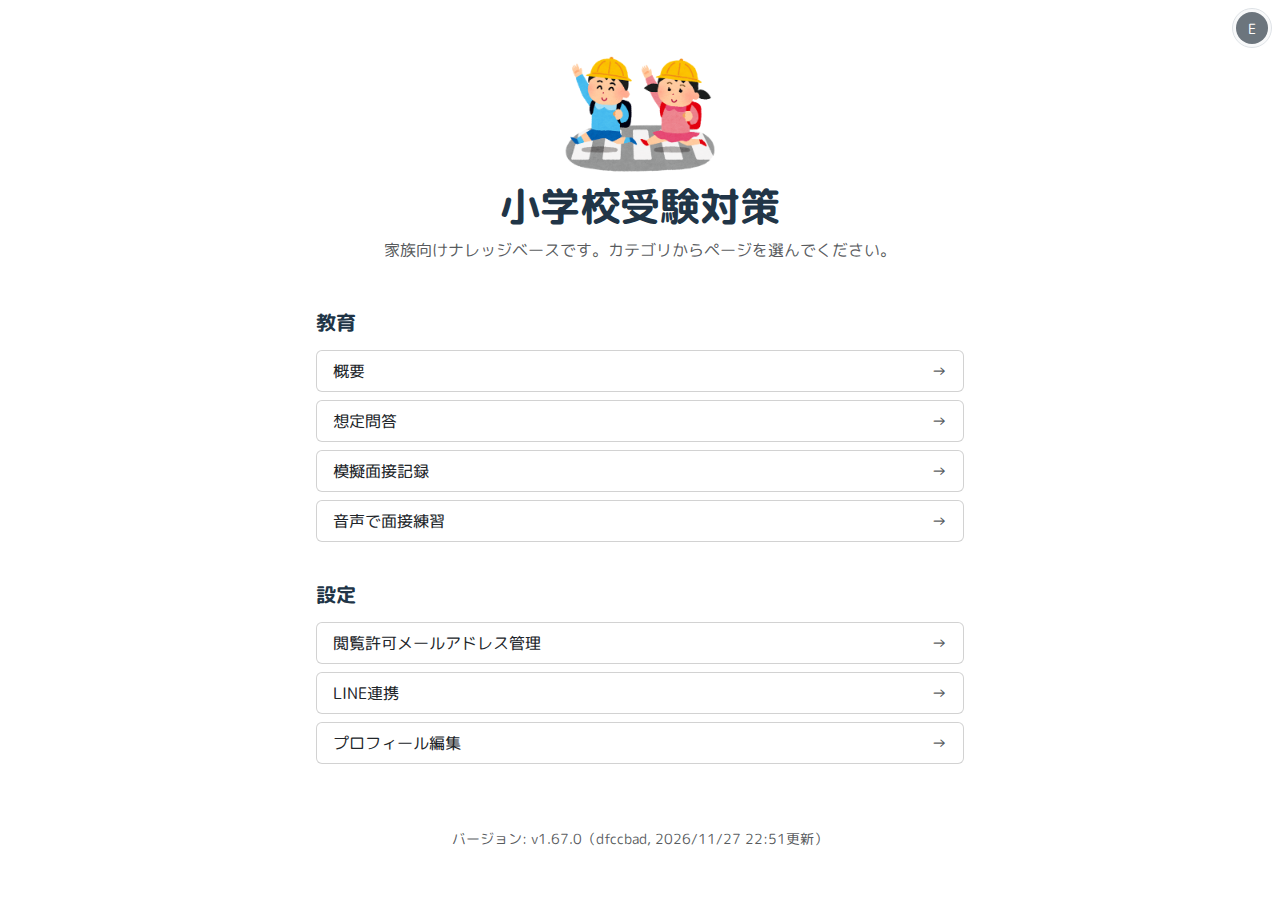 E
小学校受験対策
家族向けナレッジベースです。カテゴリからページを選んでください。
教育
概要 →
想定問答 →
模擬面接記録 →
音声で面接練習 →
設定
閲覧許可メールアドレス管理 →
LINE連携 →
プロフィール編集 →
バージョン: v1.67.0（dfccbad, 2026/11/27 22:51更新）